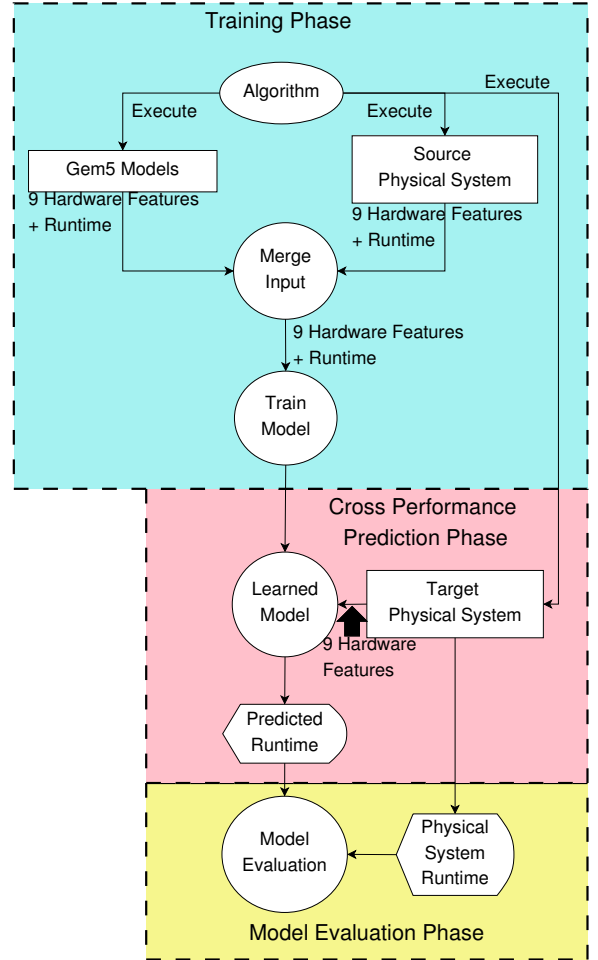 Training Phase
Algorithm
Execute
Execute
Execute
Gem5 Models
Source
Physical System
9 Hardware Features
+ Runtime
9 Hardware Features
+ Runtime
Merge
Input
9 Hardware Features
+ Runtime
Train
Model
Cross Performance
Prediction Phase
Learned
Model
Target
Physical System
9 Hardware
Features
Predicted
Runtime
Model
Evaluation
Physical
System
Runtime
Model Evaluation Phase